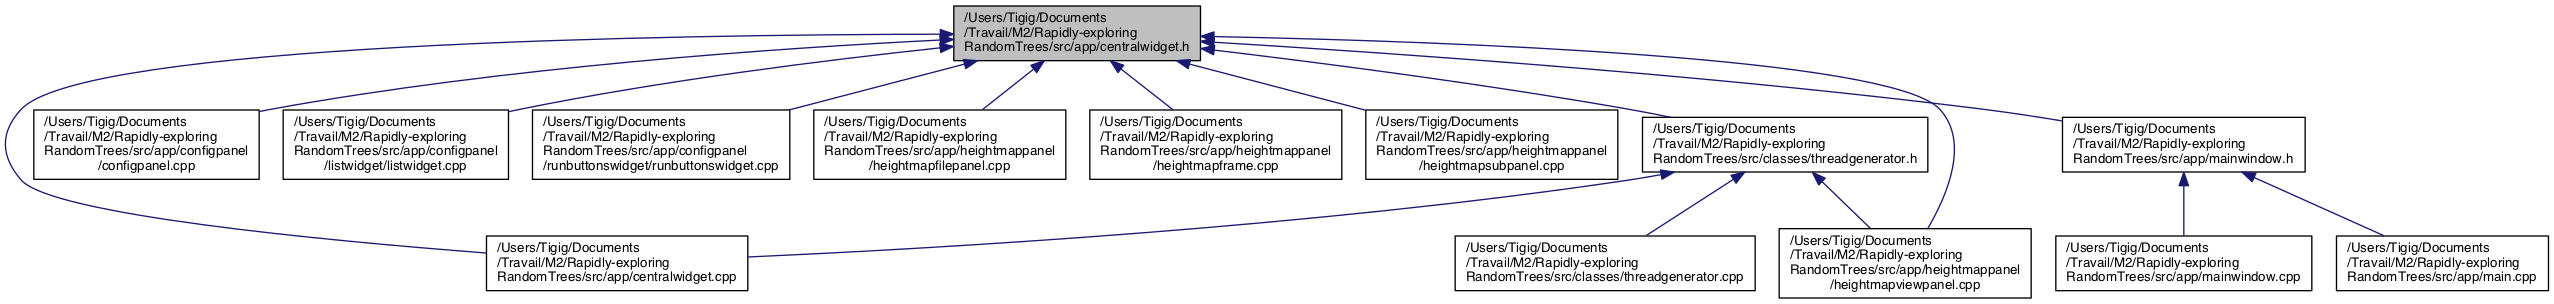 /Users/Tigig/Documents
/Travail/M2/Rapidly-exploring
RandomTrees/src/app/centralwidget.h
/Users/Tigig/Documents
/Travail/M2/Rapidly-exploring
RandomTrees/src/app/configpanel
/configpanel.cpp
/Users/Tigig/Documents
/Travail/M2/Rapidly-exploring
RandomTrees/src/app/configpanel
/listwidget/listwidget.cpp
/Users/Tigig/Documents
/Travail/M2/Rapidly-exploring
RandomTrees/src/app/configpanel
/runbuttonswidget/runbuttonswidget.cpp
/Users/Tigig/Documents
/Travail/M2/Rapidly-exploring
RandomTrees/src/app/heightmappanel
/heightmapfilepanel.cpp
/Users/Tigig/Documents
/Travail/M2/Rapidly-exploring
RandomTrees/src/app/heightmappanel
/heightmapframe.cpp
/Users/Tigig/Documents
/Travail/M2/Rapidly-exploring
RandomTrees/src/app/heightmappanel
/heightmapsubpanel.cpp
/Users/Tigig/Documents
/Travail/M2/Rapidly-exploring
RandomTrees/src/classes/threadgenerator.h
/Users/Tigig/Documents
/Travail/M2/Rapidly-exploring
RandomTrees/src/app/mainwindow.h
/Users/Tigig/Documents
/Travail/M2/Rapidly-exploring
RandomTrees/src/app/centralwidget.cpp
/Users/Tigig/Documents
/Travail/M2/Rapidly-exploring
RandomTrees/src/classes/threadgenerator.cpp
/Users/Tigig/Documents
/Travail/M2/Rapidly-exploring
RandomTrees/src/app/heightmappanel
/heightmapviewpanel.cpp
/Users/Tigig/Documents
/Travail/M2/Rapidly-exploring
RandomTrees/src/app/mainwindow.cpp
/Users/Tigig/Documents
/Travail/M2/Rapidly-exploring
RandomTrees/src/app/main.cpp